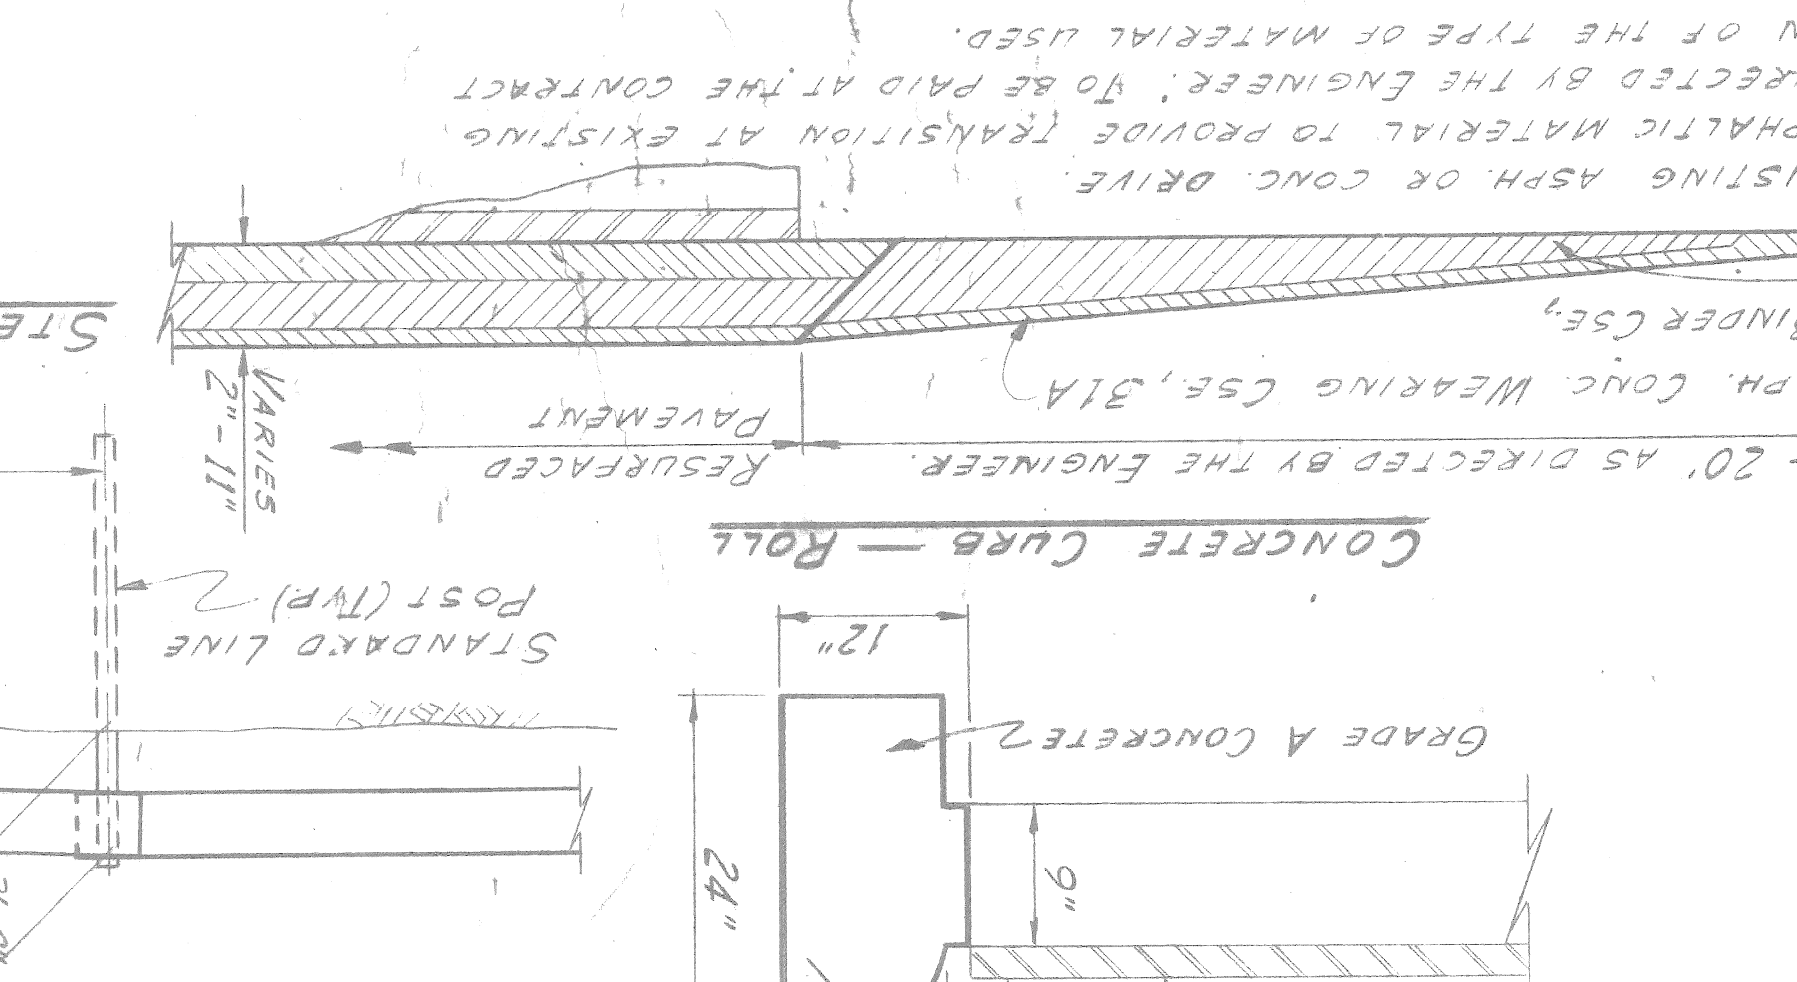 9"
24"
GRADE A CONCRETE
12"
CONCRETE CURB — ROLL
STANDARD LINE
POST (TYP.)
- 20' AS DIRECTED BY THE ENGINEER.
RESURFACED
PAVEMENT
VARIES
2"-11"
PH. CONC. WEARING CSE., 31A
BINDER CSE.,
STE
ISTING ASPH. OR CONC. DRIVE.
PHALTIC MATERIAL TO PROVIDE TRANSITION AT EXISTING
RECTED BY THE ENGINEER. TO BE PAID AT THE CONTRACT
N OF THE TYPE OF MATERIAL USED.